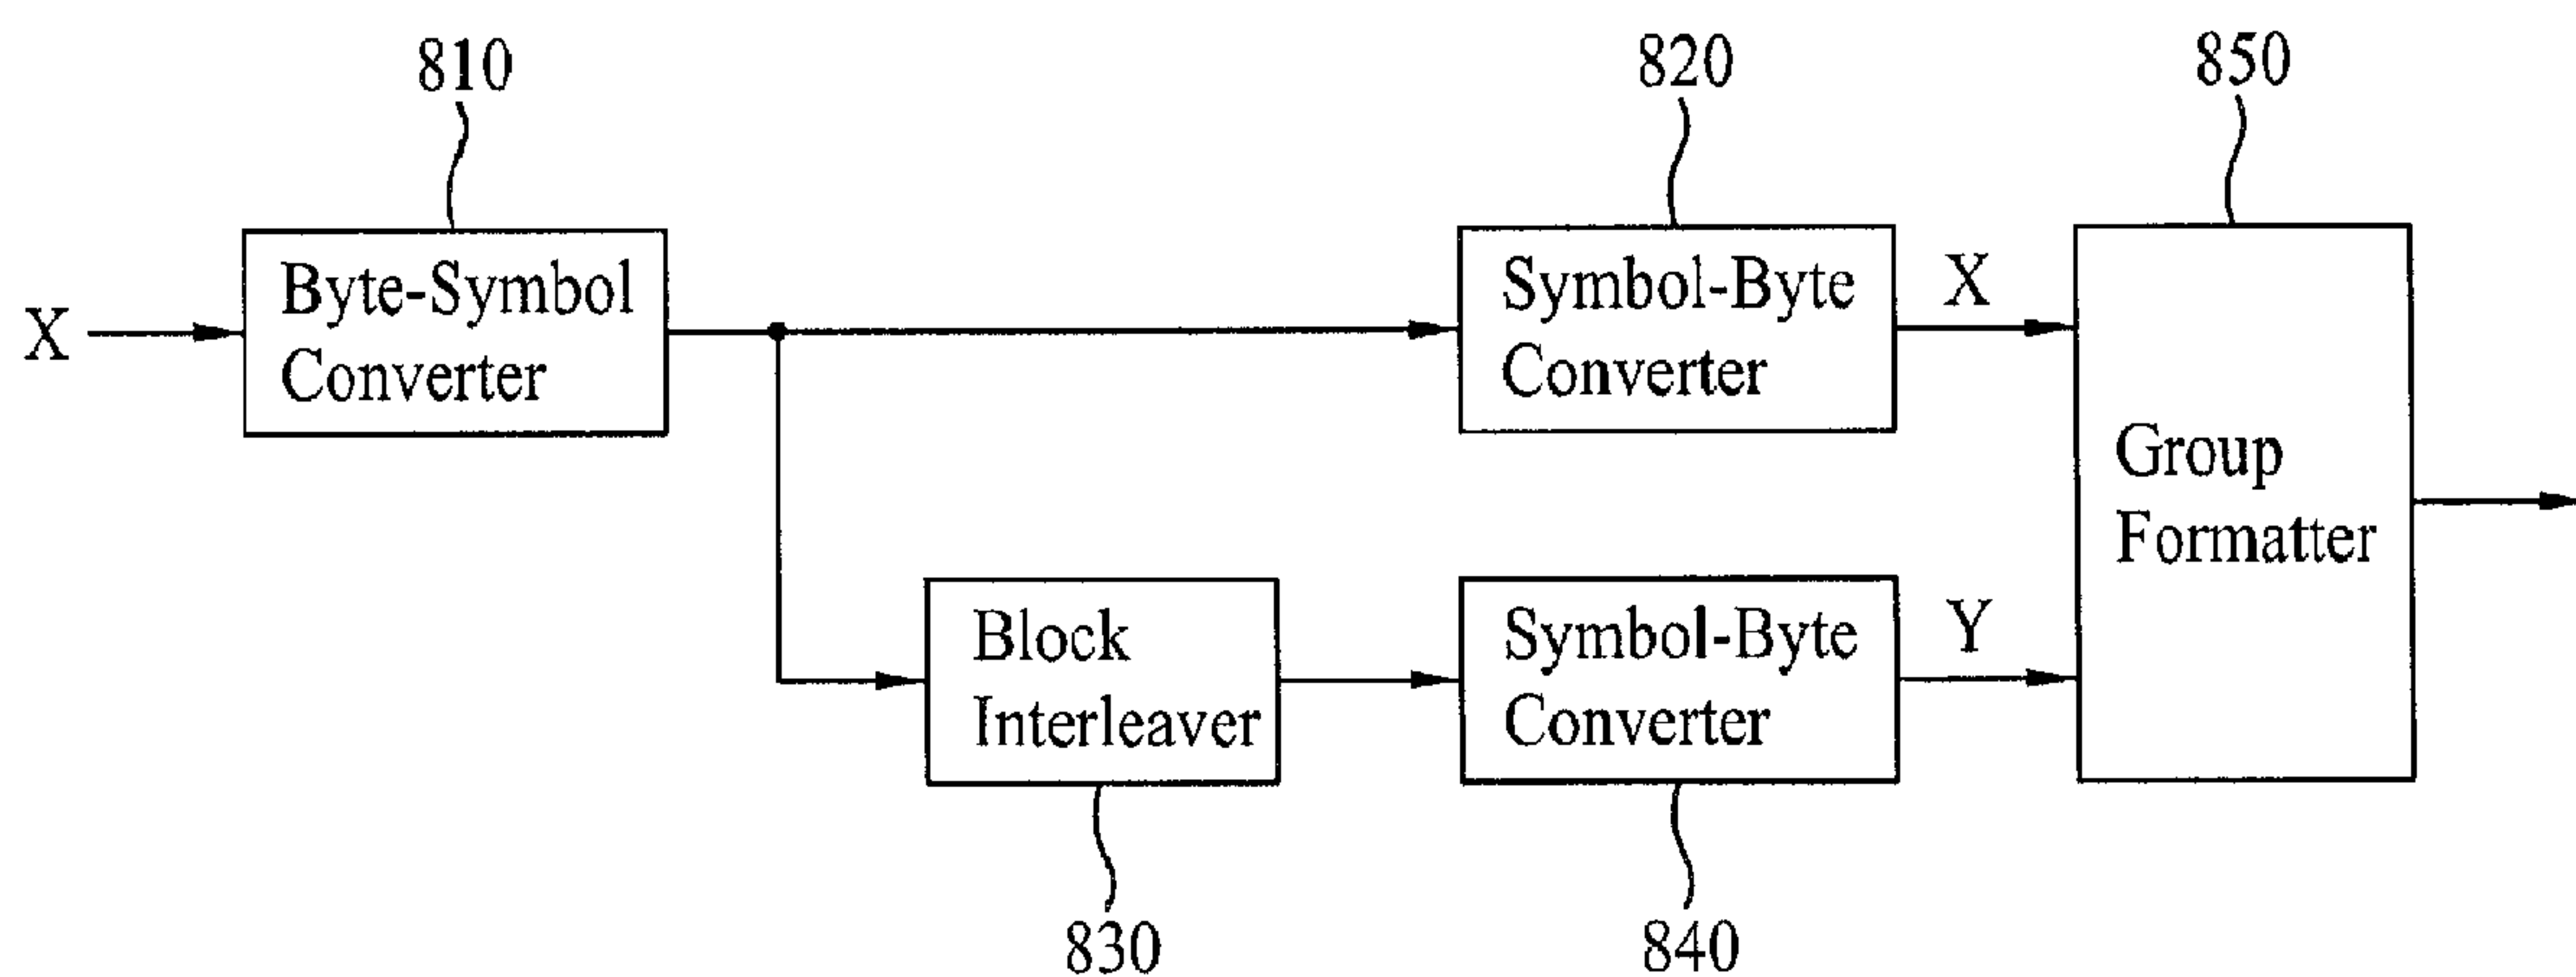 810
820
850
X
Byte-Symbol
Converter
Symbol-Byte
Converter
X
Group
Formatter
Block
Interleaver
Symbol-Byte
Converter
Y
830
840